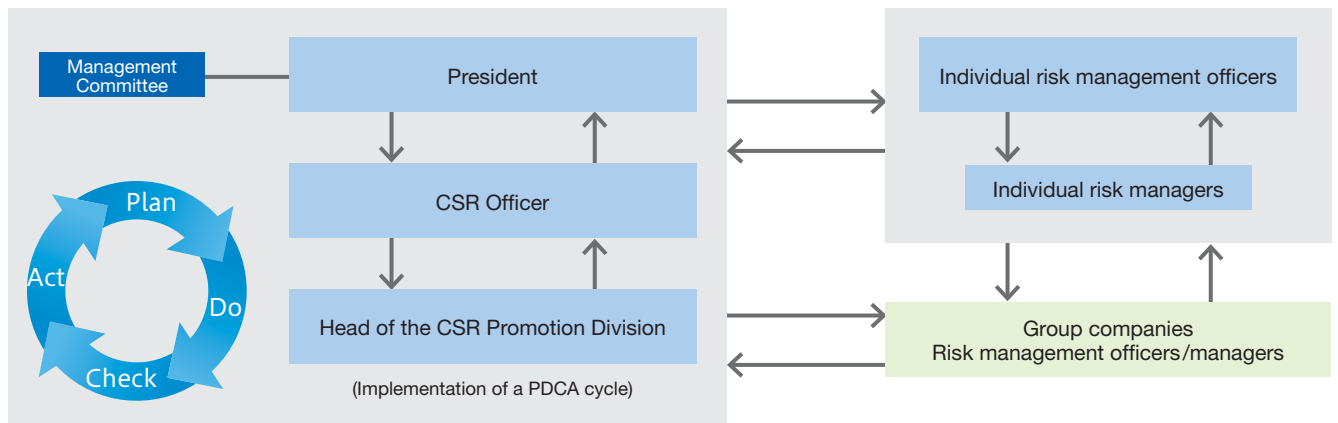 Management
Committee
President
CSR Officer
Head of the CSR Promotion Division
(Implementation of a PDCA cycle)
Plan
Do
Check
Act
Individual risk management officers
Individual risk managers
Group companies
Risk management officers/managers